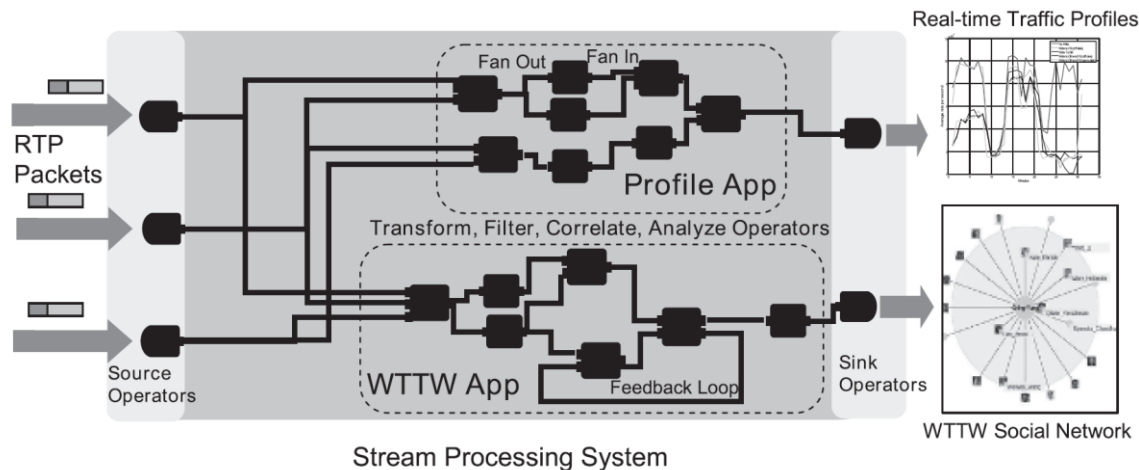 Real-time Traffic Profiles
Fan Out
Fan In
RTP
Packets
Profile App
Transform, Filter, Correlate, Analyze Operators
WTTW App
Feedback Loop
Source
Operators
Sink
Operators
WTTW Social Network
Stream Processing System